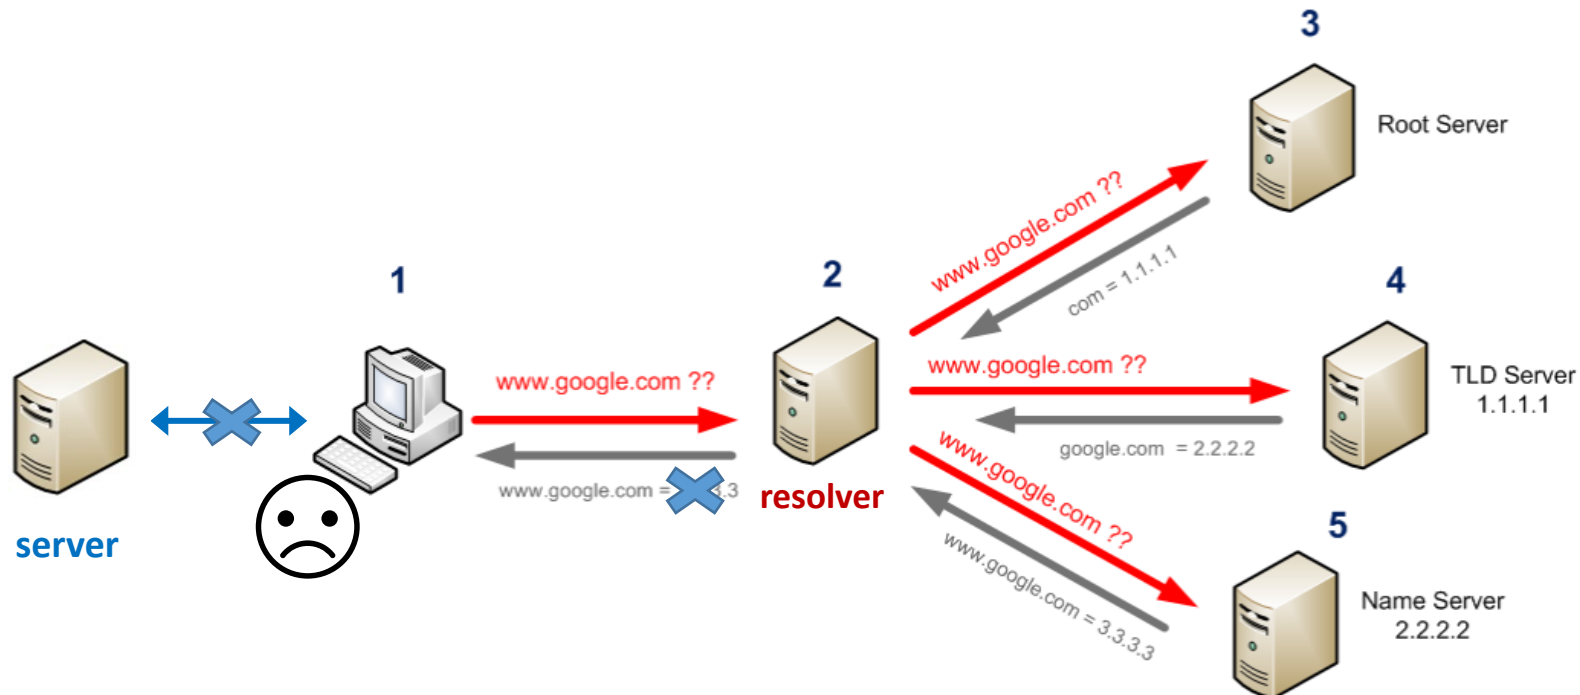 3
Root Server
www.google.com ??
com = 1.1.1.1
1
2
4
www.google.com ??
www.google.com ??
TLD Server
1.1.1.1
google.com = 2.2.2.2
www.google.com = 3.3
resolver
server
www.google.com ??
www.google.com = 3.3.3.3
5
Name Server
2.2.2.2